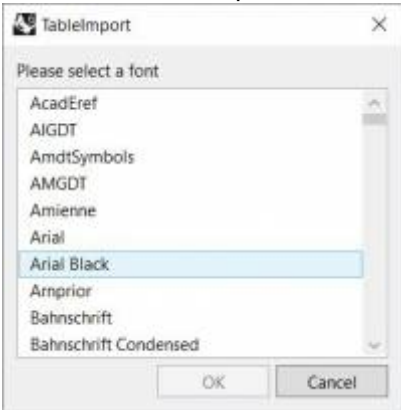 TableImport
Please select a font
AcadEref
AIGDT
AmdtSymbols
AMGDT
Amienne
Arial
Arial Black
Arnprior
Bahnschrift
Bahnschrift Condensed
OK Cancel